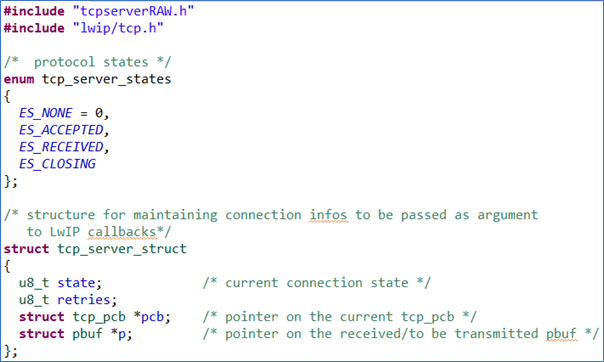 #include "tcpserverRAW.h"
#include "lwip/tcp.h"

/*  protocol states */
enum tcp_server_states
{
  ES_NONE = 0,
  ES_ACCEPTED,
  ES_RECEIVED,
  ES_CLOSING
};

/* structure for maintaining connection infos to be passed as argument
   to LwIP callbacks*/
struct tcp_server_struct
{
  u8_t state;             /* current connection state */
  u8_t retries;
  struct tcp_pcb *pcb;    /* pointer on the current tcp_pcb */
  struct pbuf *p;         /* pointer on the received/to be transmitted pbuf */
};